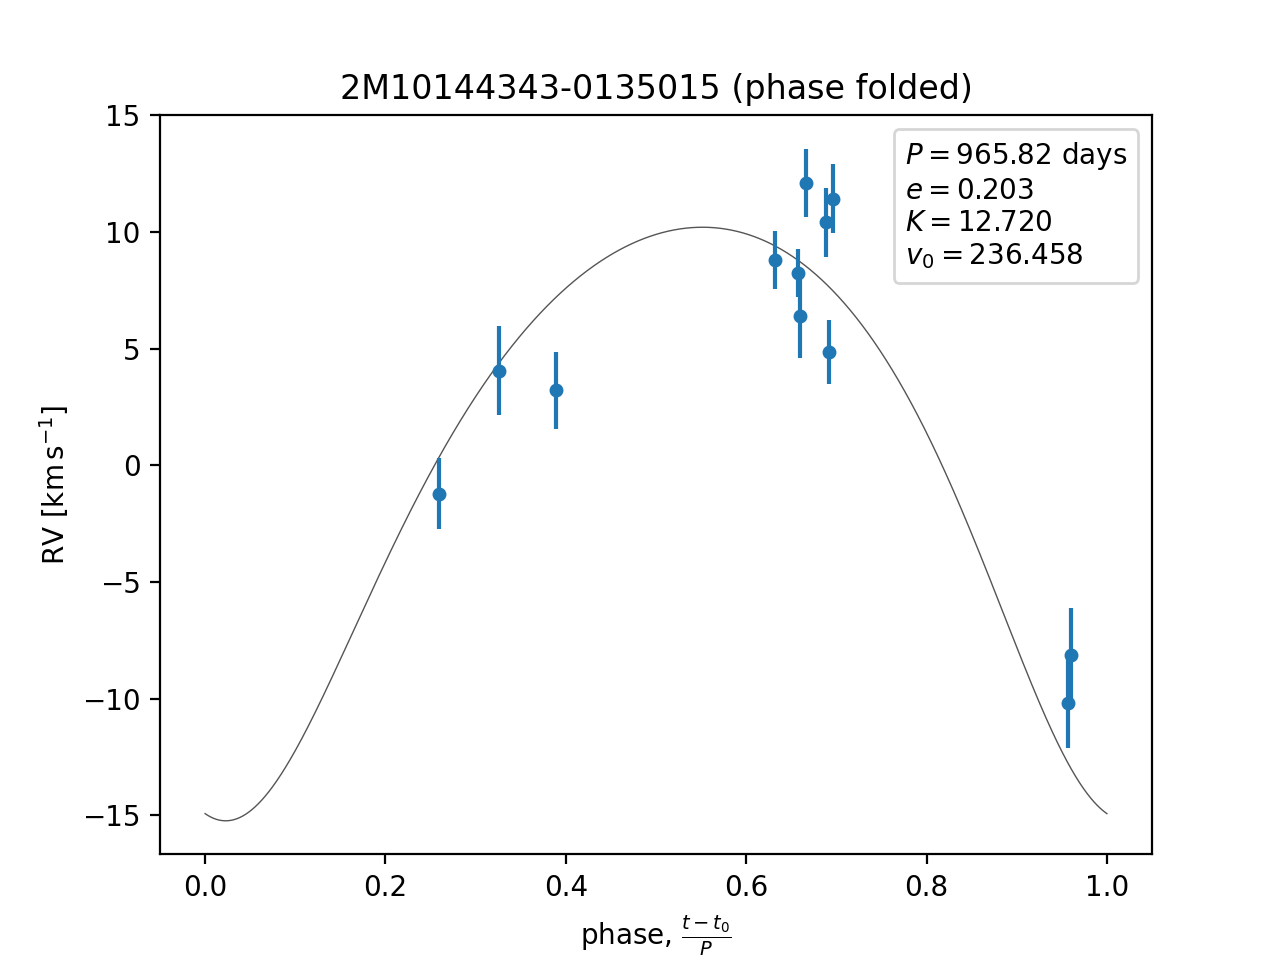 2M10144343-0135015 (phase folded)
P = 965.82 days
e = 0.203
K = 12.720
v₀ = 236.458
15
10
5
0
−5
−10
−15
RV [km s⁻¹]
0.0 0.2 0.4 0.6 0.8 1.0
phase, (t − t₀)/P